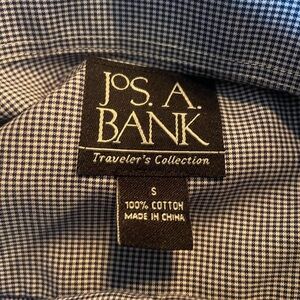 JOS. A.
BANK
Traveler's Collection
S
100% COTTON
MADE IN CHINA